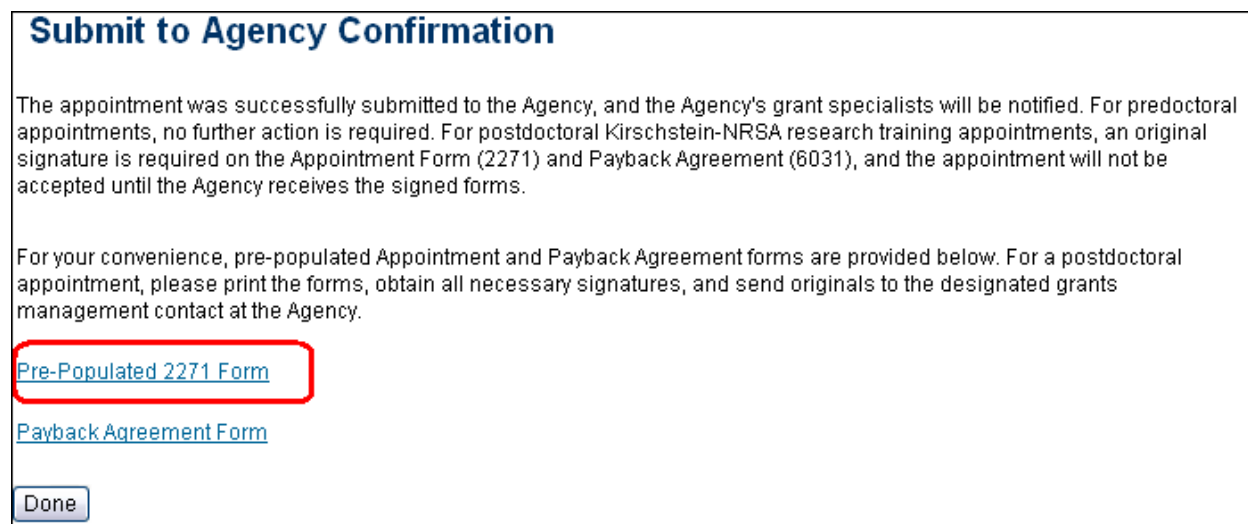 Submit to Agency Confirmation
The appointment was successfully submitted to the Agency, and the Agency's grant specialists will be notified. For predoctoral
appointments, no further action is required. For postdoctoral Kirschstein-NRSA research training appointments, an original
signature is required on the Appointment Form (2271) and Payback Agreement (6031), and the appointment will not be
accepted until the Agency receives the signed forms.
For your convenience, pre-populated Appointment and Payback Agreement forms are provided below. For a postdoctoral
appointment, please print the forms, obtain all necessary signatures, and send originals to the designated grants
management contact at the Agency.
Pre-Populated 2271 Form
Payback Agreement Form
Done